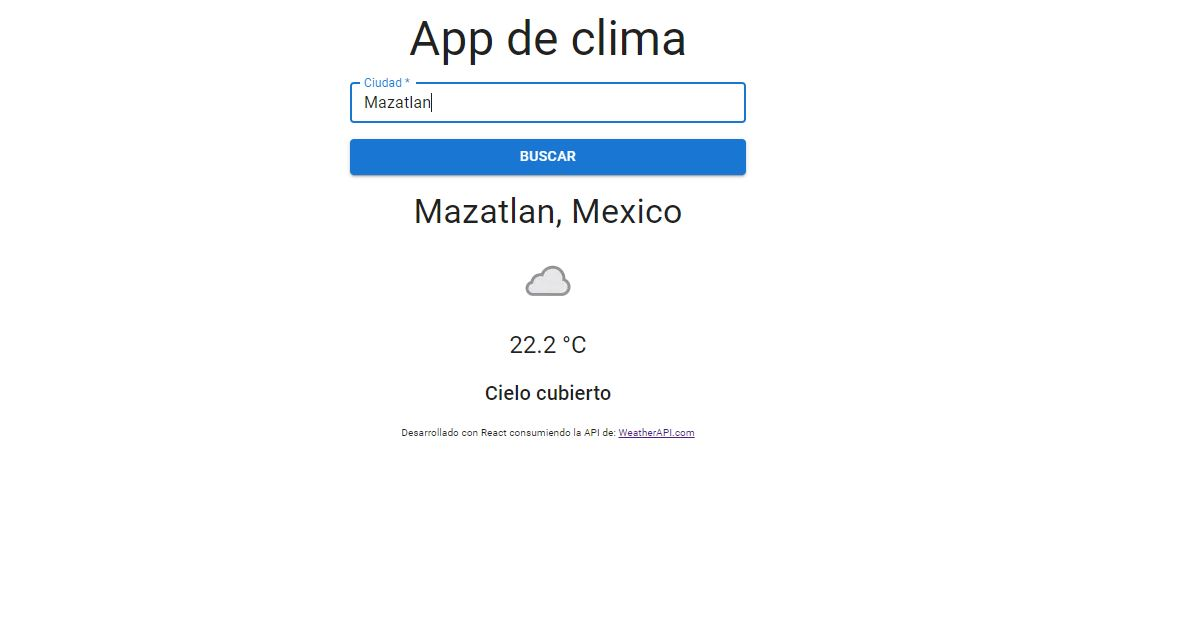 App de clima
Ciudad *
Mazatlan
BUSCAR
Mazatlan, Mexico
22.2 °C
Cielo cubierto
Desarrollado con React consumiendo la API de: WeatherAPI.com